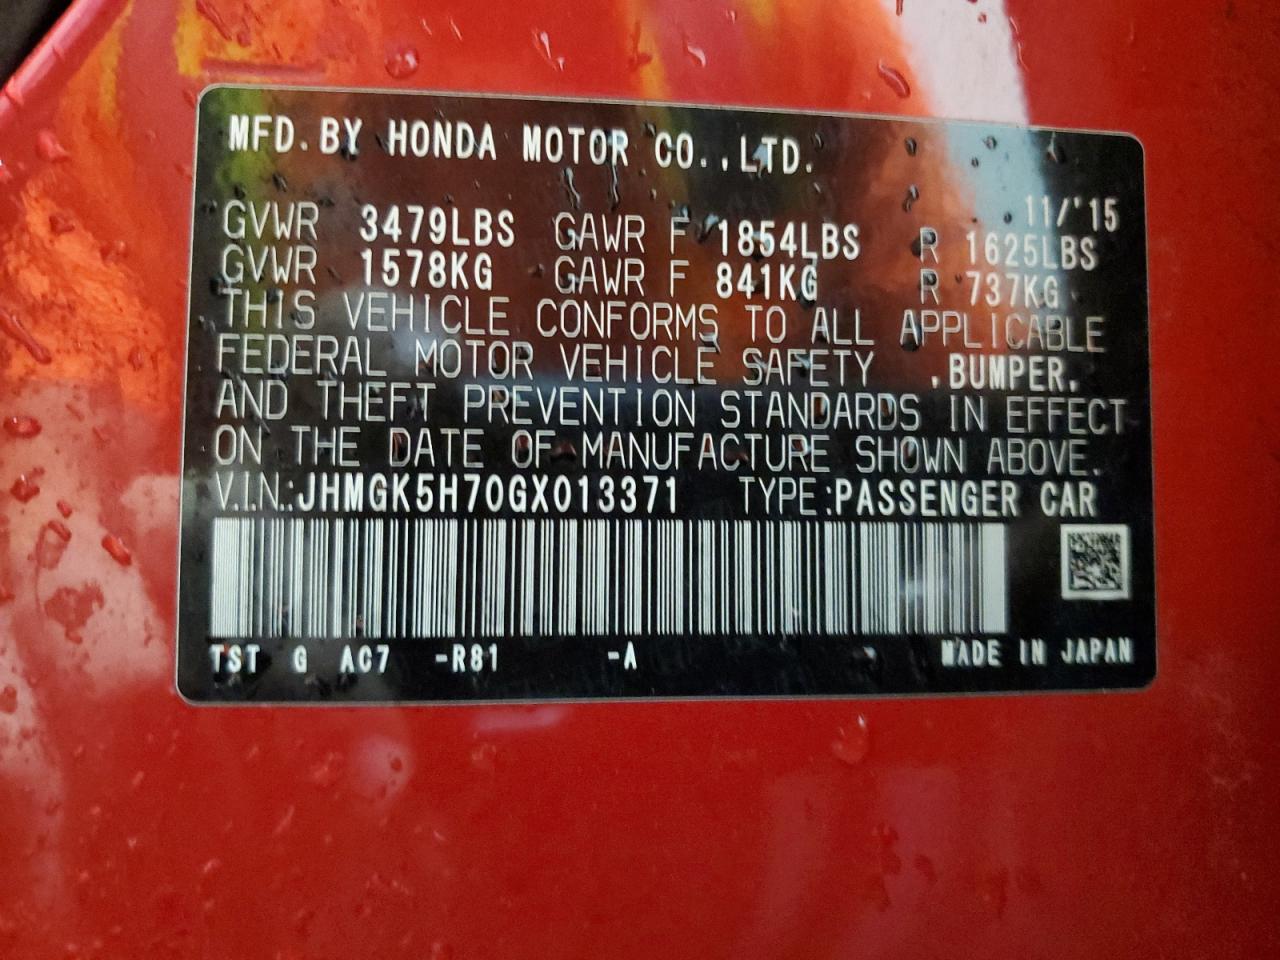 MFD. BY HONDA MOTOR CO., LTD.
11/'15
GVWR 3479LBS GAWR F 1854LBS R 1625LBS
GVWR 1578KG GAWR F 841KG R 737KG
THIS VEHICLE CONFORMS TO ALL APPLICABLE
FEDERAL MOTOR VEHICLE SAFETY ,BUMPER,
AND THEFT PREVENTION STANDARDS IN EFFECT
ON THE DATE OF MANUFACTURE SHOWN ABOVE.
V.I.N.:JHMGK5H70GX013371 TYPE:PASSENGER CAR
TST G AC7 -R81 -A MADE IN JAPAN